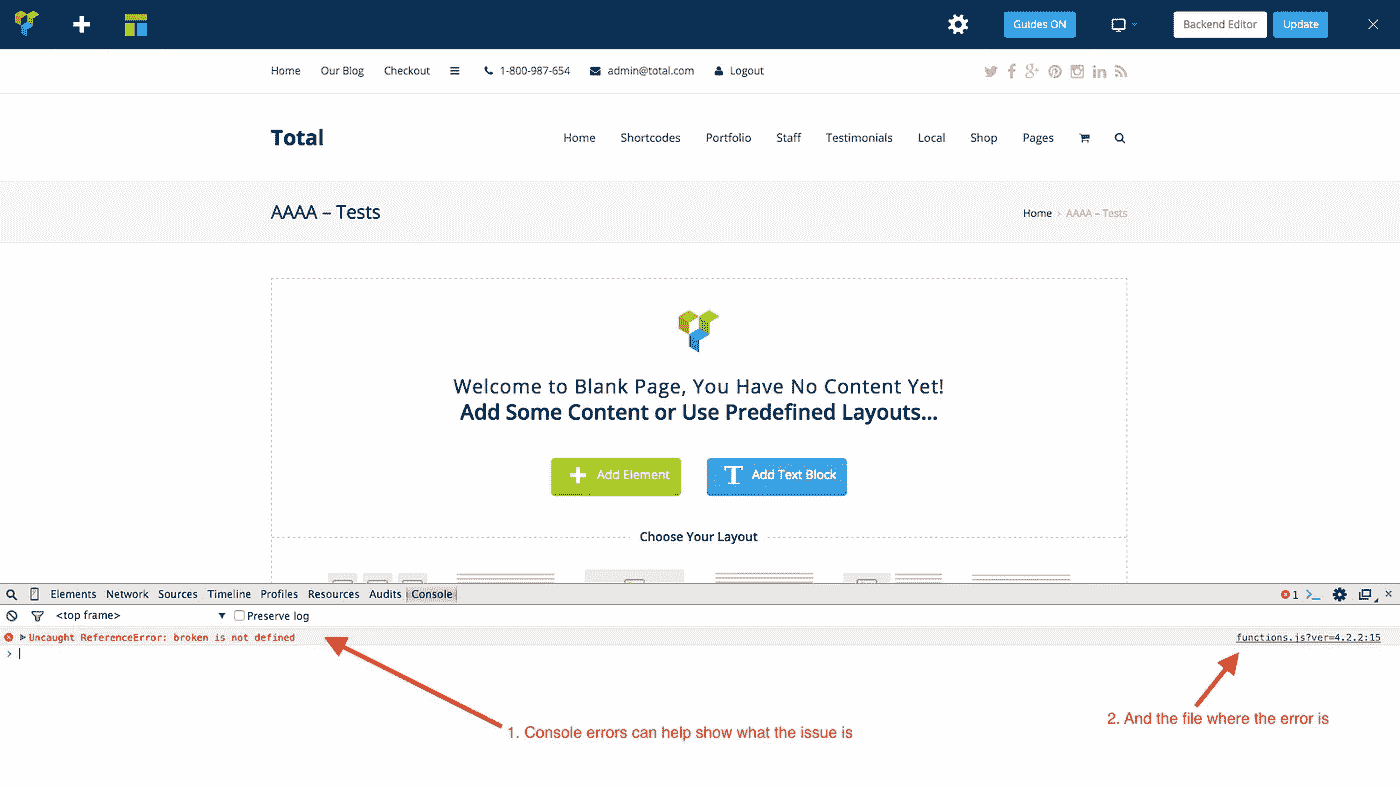 Guides ON
Backend Editor
Update
Home Our Blog Checkout 1-800-987-654 admin@total.com Logout
Total
Home Shortcodes Portfolio Staff Testimonials Local Shop Pages
AAAA – Tests
Home › AAAA – Tests
Welcome to Blank Page, You Have No Content Yet!
Add Some Content or Use Predefined Layouts...
Add Element
Add Text Block
Choose Your Layout
Elements Network Sources Timeline Profiles Resources Audits Console
1
<top frame>
Preserve log
Uncaught ReferenceError: broken is not defined
functions.js?ver=4.2.2:15
1. Console errors can help show what the issue is
2. And the file where the error is